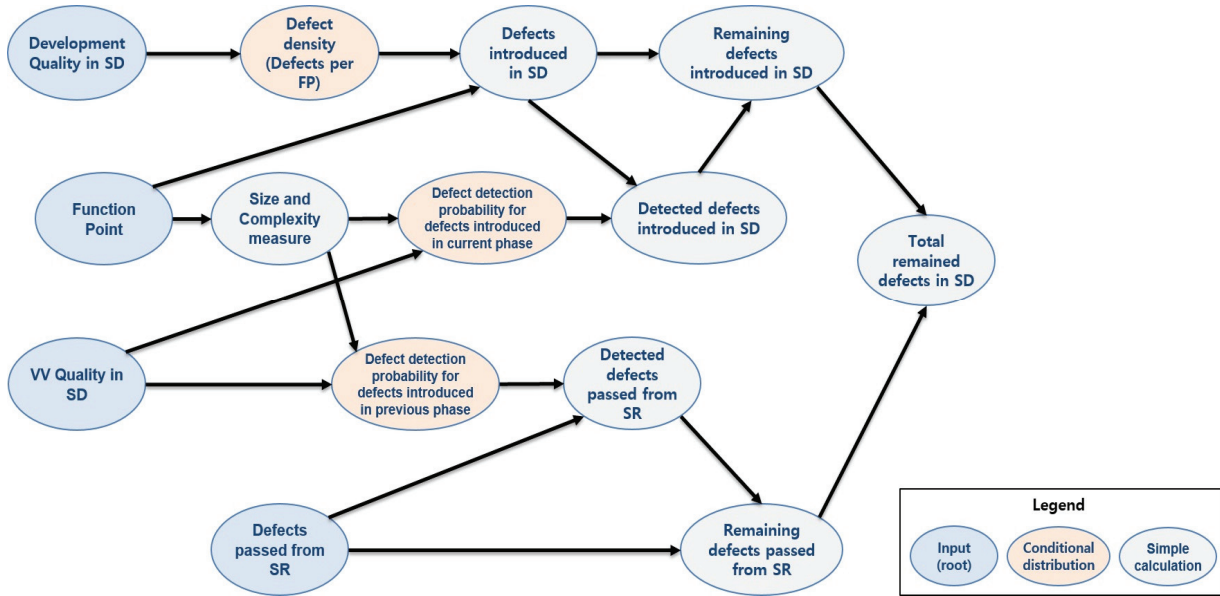 Development
Quality in SD
Defect
density
(Defects per
FP)
Defects
introduced
in SD
Remaining
defects
introduced in SD
Function
Point
Size and
Complexity
measure
Defect detection
probability for
defects introduced
in current phase
Detected defects
introduced in SD
Total
remained
defects in SD
VV Quality in
SD
Defect detection
probability for
defects introduced
in previous phase
Detected
defects
passed from
SR
Defects
passed from
SR
Remaining
defects passed
from SR
Legend
Input
(root)
Conditional
distribution
Simple
calculation